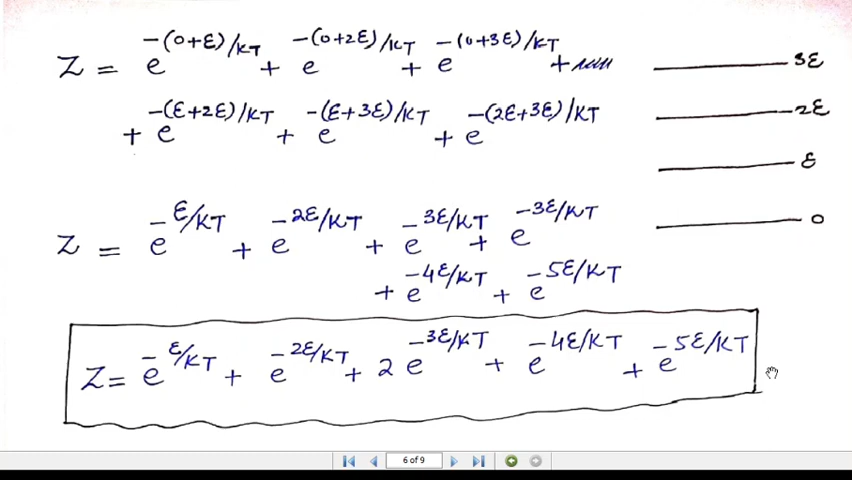 Z = e^{-(0+ε)/KT} + e^{-(0+2ε)/KT} + e^{-(0+3ε)/KT} +
3ε
+ e^{-(ε+2ε)/KT} + e^{-(ε+3ε)/KT} + e^{-(2ε+3ε)/KT}
2ε
ε
Z = e^{-ε/KT} + e^{-2ε/KT} + e^{-3ε/KT} + e^{-3ε/KT}
0
+ e^{-4ε/KT} + e^{-5ε/KT}
Z = e^{-ε/KT} + e^{-2ε/KT} + 2 e^{-3ε/KT} + e^{-4ε/KT} + e^{-5ε/KT}
6 of 9